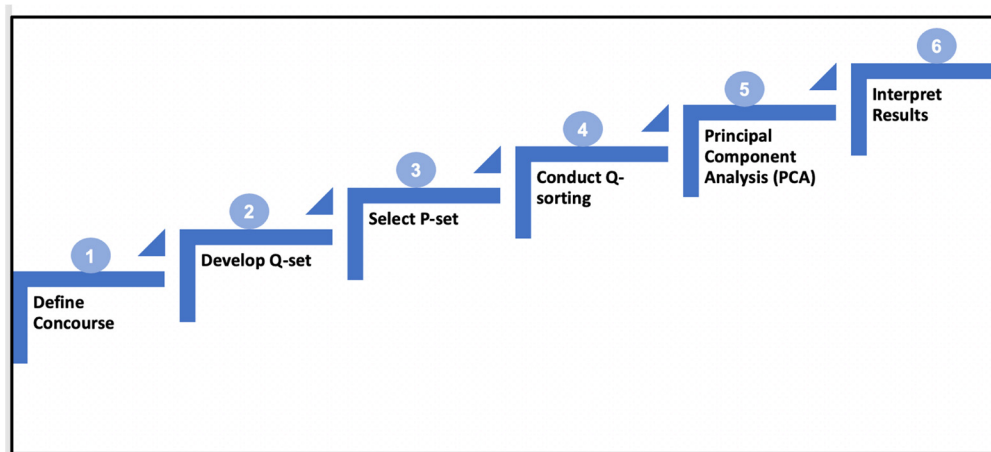 1
Define
Concourse
2
Develop Q-set
3
Select P-set
4
Conduct Q-
sorting
5
Principal
Component
Analysis (PCA)
6
Interpret
Results